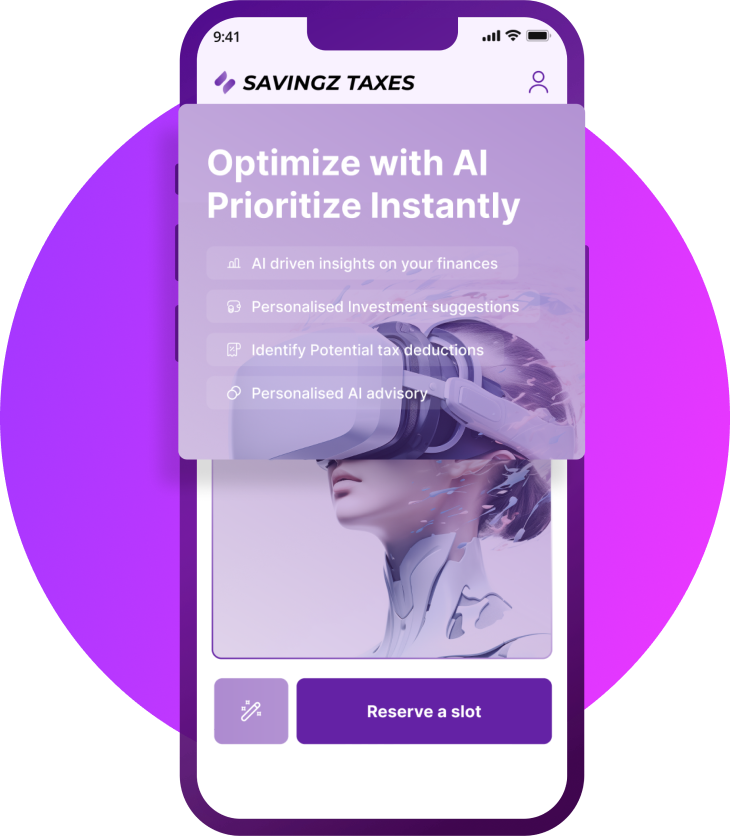 9:41
SAVINGZ TAXES
Optimize with AI
Prioritize Instantly
AI driven insights on your finances
Personalised Investment suggestions
Identify Potential tax deductions
Personalised AI advisory
Reserve a slot